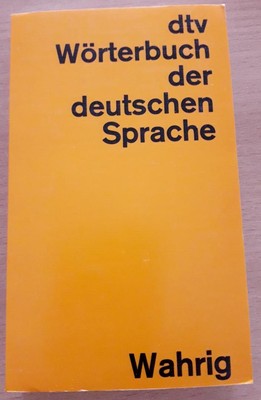 dtv
Wörterbuch
der
deutschen
Sprache
Wahrig